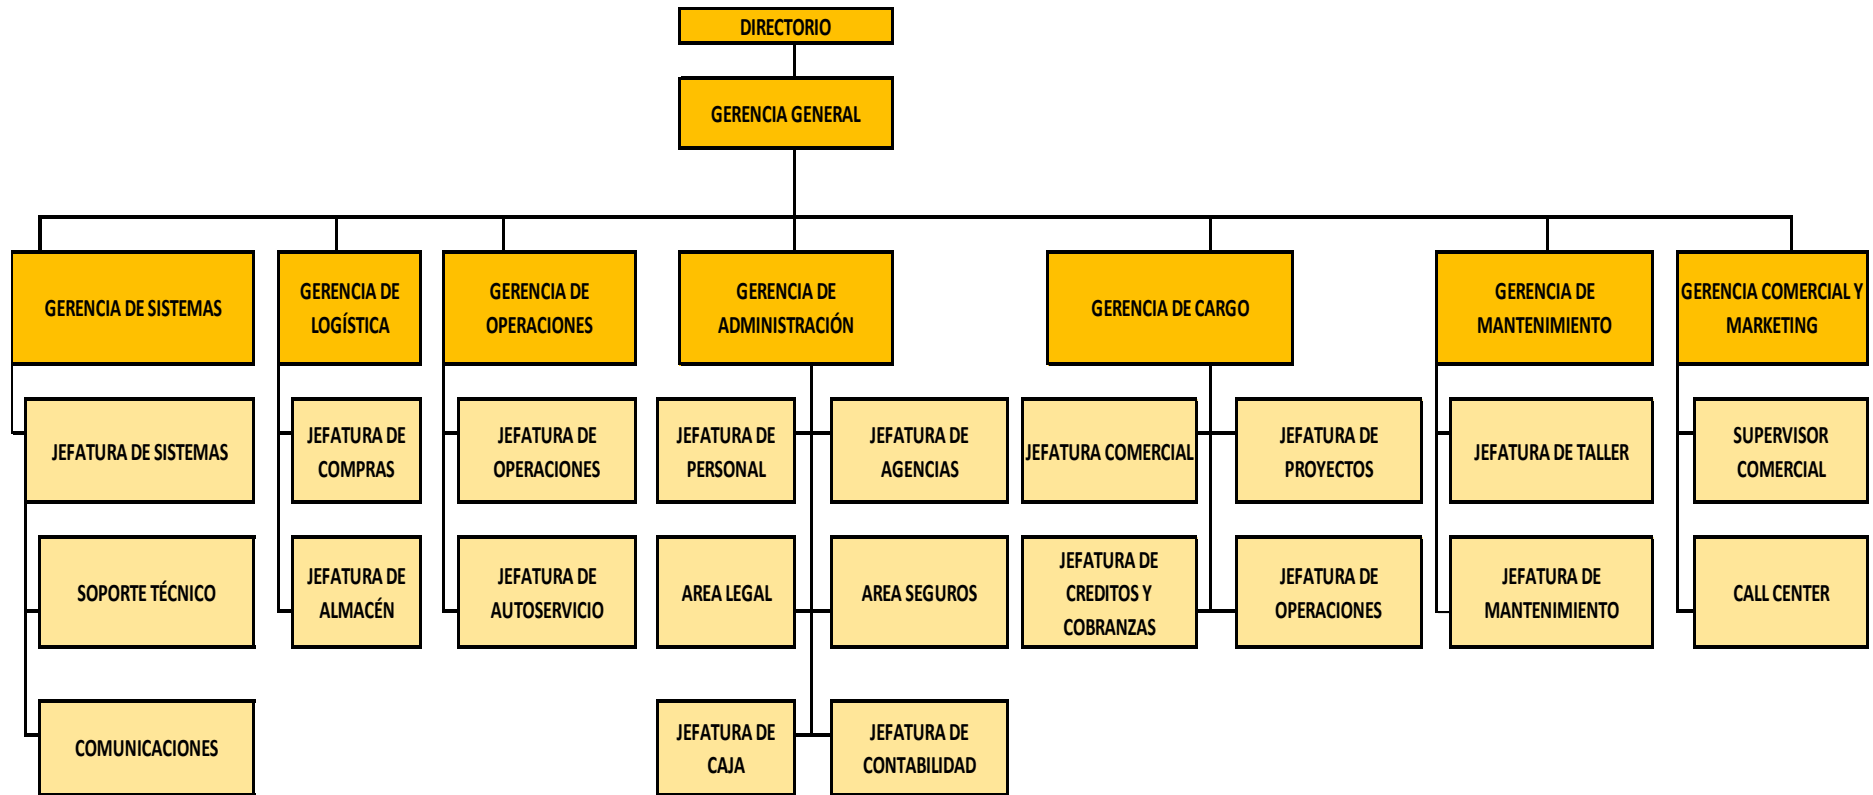 DIRECTORIO
GERENCIA GENERAL
GERENCIA DE SISTEMAS
GERENCIA DE
LOGÍSTICA
GERENCIA DE
OPERACIONES
GERENCIA DE
ADMINISTRACIÓN
GERENCIA DE CARGO
GERENCIA DE
MANTENIMIENTO
GERENCIA COMERCIAL Y
MARKETING
JEFATURA DE SISTEMAS
JEFATURA DE
COMPRAS
JEFATURA DE
OPERACIONES
JEFATURA DE
PERSONAL
JEFATURA DE
AGENCIAS
JEFATURA COMERCIAL
JEFATURA DE
PROYECTOS
JEFATURA DE TALLER
SUPERVISOR
COMERCIAL
SOPORTE TÉCNICO
JEFATURA DE
ALMACÉN
JEFATURA DE
AUTOSERVICIO
AREA LEGAL
AREA SEGUROS
JEFATURA DE
CREDITOS Y
COBRANZAS
JEFATURA DE
OPERACIONES
JEFATURA DE
MANTENIMIENTO
CALL CENTER
COMUNICACIONES
JEFATURA DE
CAJA
JEFATURA DE
CONTABILIDAD